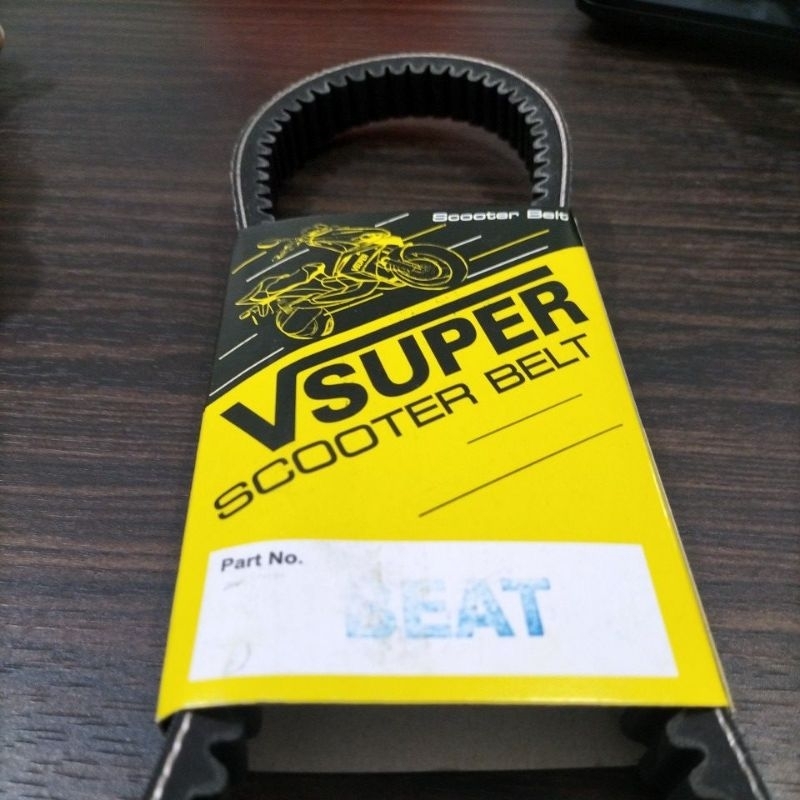 Scooter Belt
VSUPER
SCOOTER BELT
Part No.
BEAT